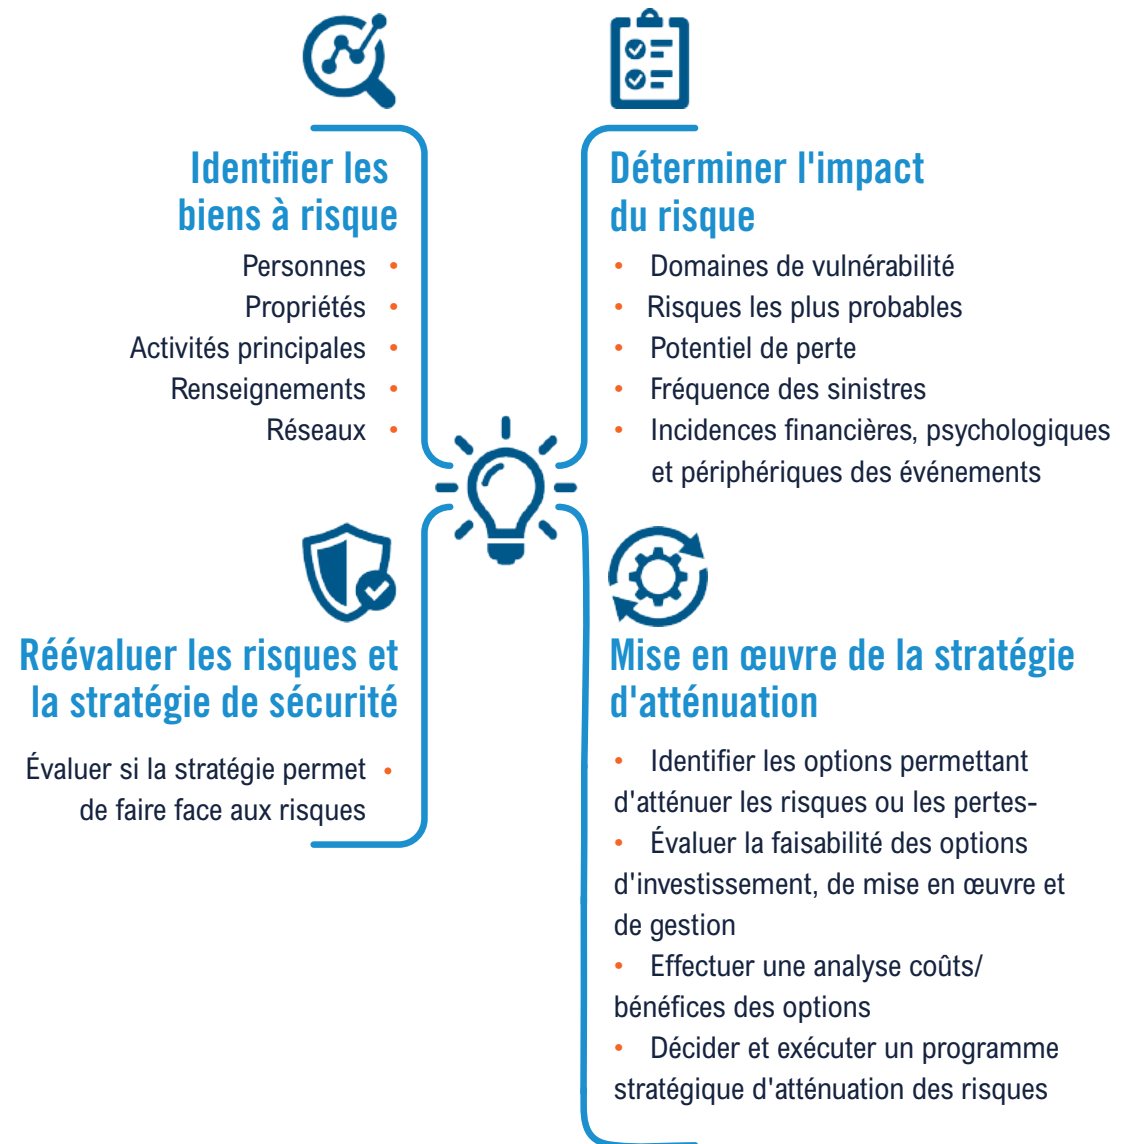 Identifier les
biens à risque
Personnes •
Propriétés •
Activités principales •
Renseignements •
Réseaux •
Déterminer l'impact
du risque
• Domaines de vulnérabilité
• Risques les plus probables
• Potentiel de perte
• Fréquence des sinistres
• Incidences financières, psychologiques
et périphériques des événements
Réévaluer les risques et
la stratégie de sécurité
Évaluer si la stratégie permet •
de faire face aux risques
Mise en œuvre de la stratégie
d'atténuation
• Identifier les options permettant
d'atténuer les risques ou les pertes-
• Évaluer la faisabilité des options
d'investissement, de mise en œuvre et
de gestion
• Effectuer une analyse coûts/
bénéfices des options
• Décider et exécuter un programme
stratégique d'atténuation des risques